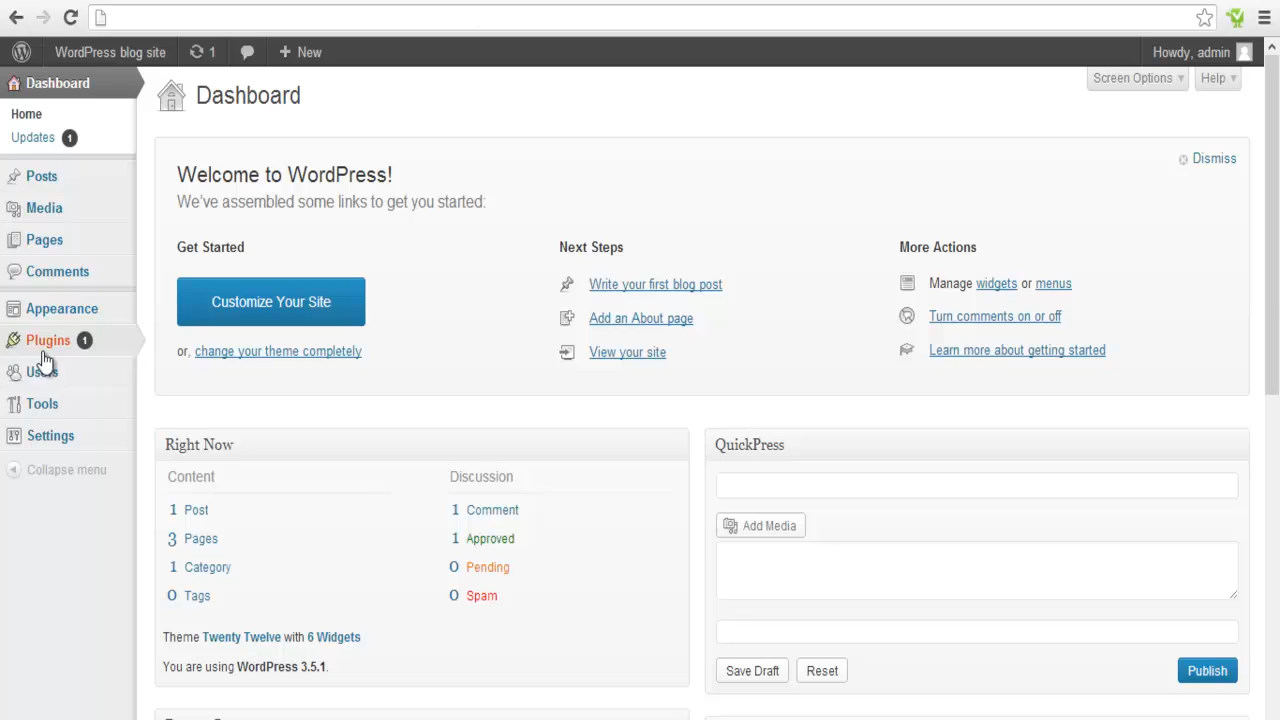 WordPress blog site 1 + New Howdy, admin
Dashboard
Home
Updates 1
Posts
Media
Pages
Comments
Appearance
Plugins 1
Tools
Settings
Collapse menu
Dashboard
Screen Options Help
Welcome to WordPress!
Dismiss
We've assembled some links to get you started:
Get Started
Customize Your Site
or, change your theme completely
Next Steps
Write your first blog post
Add an About page
View your site
More Actions
Manage widgets or menus
Turn comments on or off
Learn more about getting started
Right Now
Content
1 Post
3 Pages
1 Category
0 Tags
Discussion
1 Comment
1 Approved
0 Pending
0 Spam
Theme Twenty Twelve with 6 Widgets
You are using WordPress 3.5.1.
QuickPress
Add Media
Save Draft Reset Publish